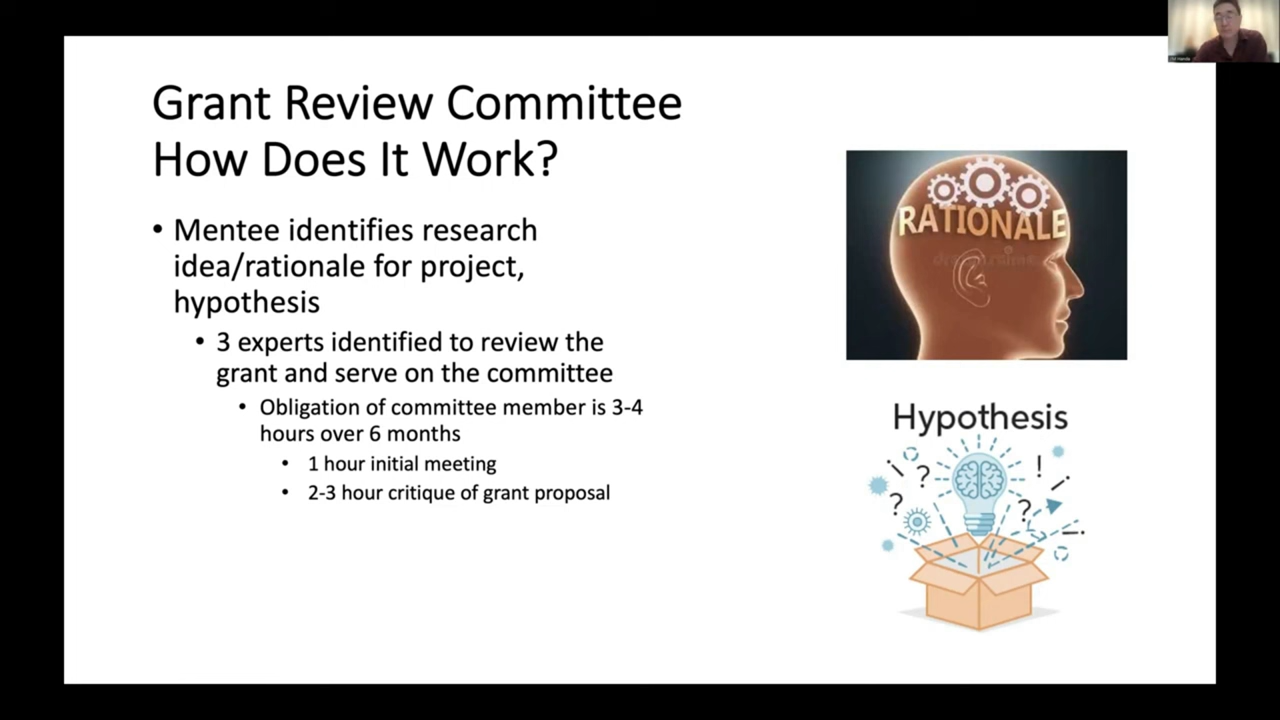 Grant Review Committee
How Does It Work?
• Mentee identifies research
idea/rationale for project,
hypothesis
• 3 experts identified to review the
grant and serve on the committee
• Obligation of committee member is 3-4
hours over 6 months
• 1 hour initial meeting
• 2-3 hour critique of grant proposal
RATIONALE
Hypothesis
? ! ? ?